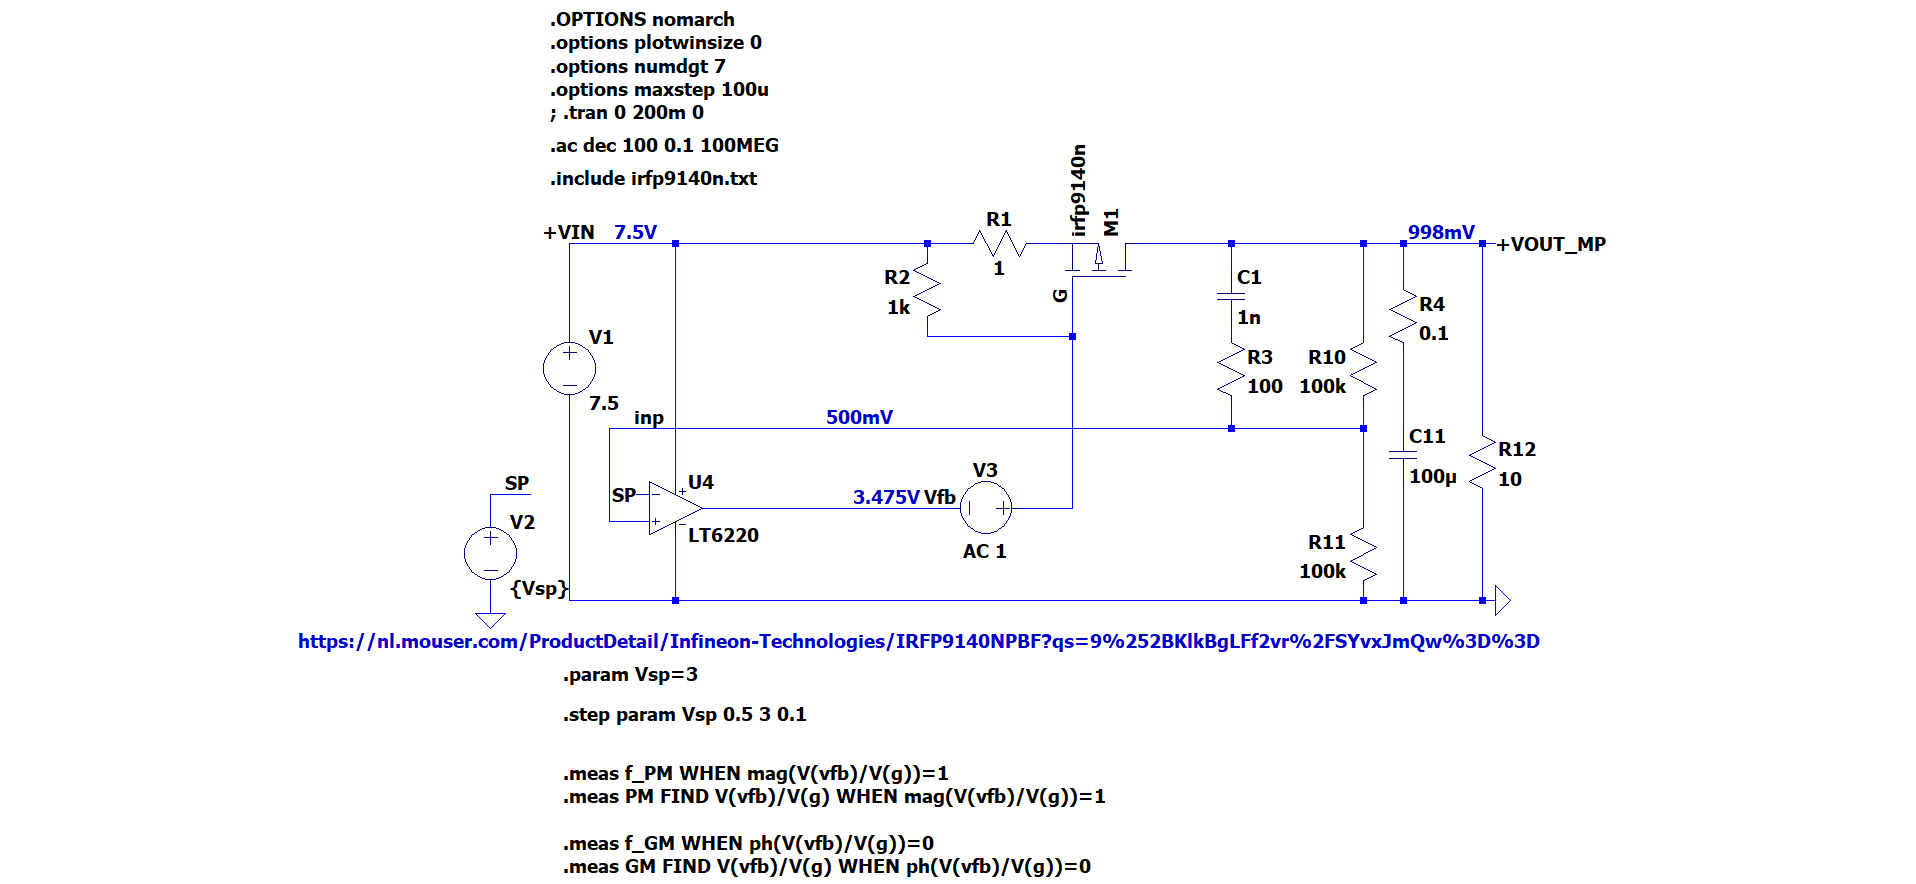 .OPTIONS nomarch
.options plotwinsize 0
.options numdgt 7
.options maxstep 100u
; .tran 0 200m 0
.ac dec 100 0.1 100MEG
.include irfp9140n.txt
+VIN 7.5V
R1
1
irfp9140n
M1
998mV
+VOUT_MP
R2
1k
G
C1
1n
R4
0.1
V1
7.5
R3
100
R10
100k
inp
500mV
C11
100µ
R12
10
SP
V2
{Vsp}
SP
U4
LT6220
3.475V Vfb
V3
AC 1
R11
100k
https://nl.mouser.com/ProductDetail/Infineon-Technologies/IRFP9140NPBF?qs=9%252BKlkBgLFf2vr%2FSYvxJmQw%3D%3D
.param Vsp=3
.step param Vsp 0.5 3 0.1
.meas f_PM WHEN mag(V(vfb)/V(g))=1
.meas PM FIND V(vfb)/V(g) WHEN mag(V(vfb)/V(g))=1
.meas f_GM WHEN ph(V(vfb)/V(g))=0
.meas GM FIND V(vfb)/V(g) WHEN ph(V(vfb)/V(g))=0